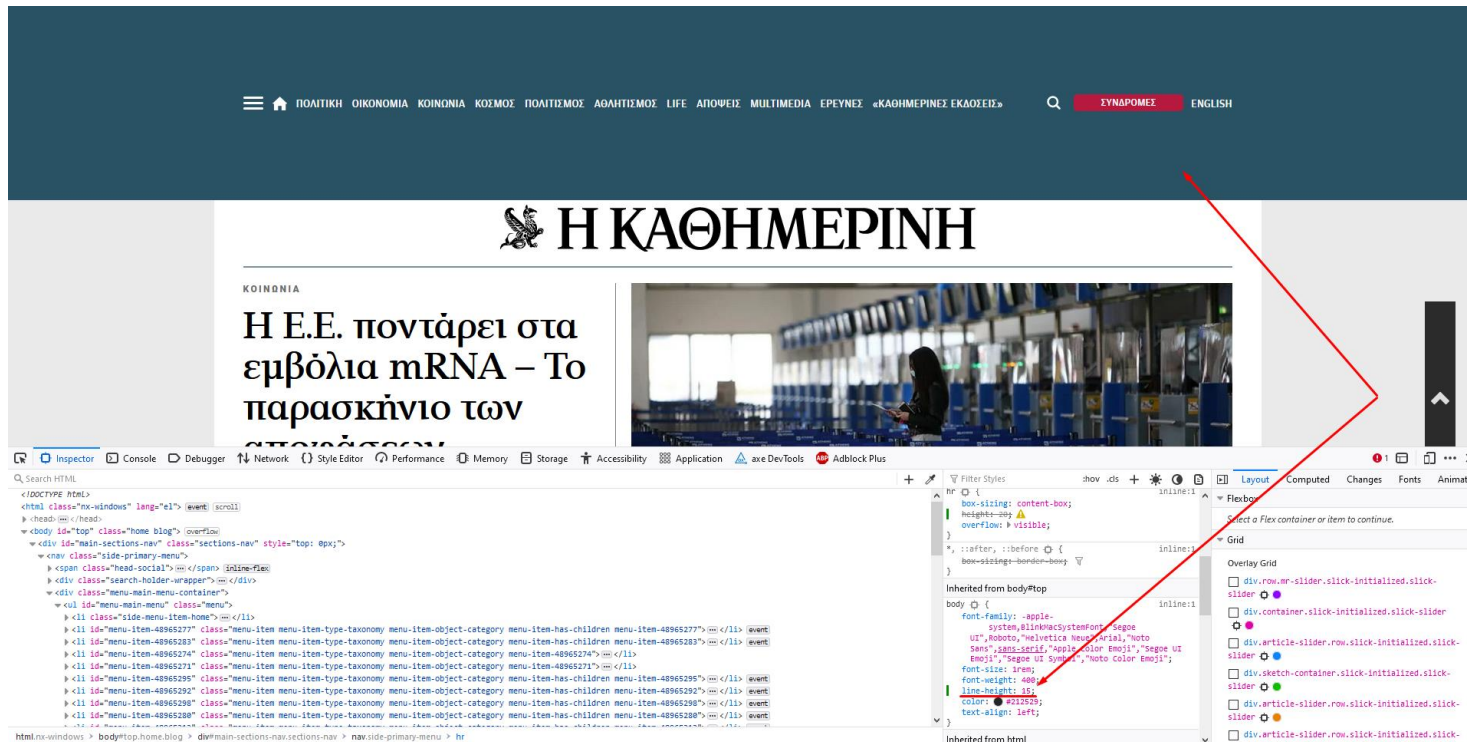 ΠΟΛΙΤΙΚΗ ΟΙΚΟΝΟΜΙΑ ΚΟΙΝΩΝΙΑ ΚΟΣΜΟΣ ΠΟΛΙΤΙΣΜΟΣ ΑΘΛΗΤΙΣΜΟΣ LIFE ΑΠΟΨΕΙΣ MULTIMEDIA ΕΡΕΥΝΕΣ «ΚΑΘΗΜΕΡΙΝΕΣ ΕΚΔΟΣΕΙΣ» ΣΥΝΔΡΟΜΕΣ ENGLISH
Η ΚΑΘΗΜΕΡΙΝΗ
ΚΟΙΝΩΝΙΑ
Η Ε.Ε. ποντάρει στα
εμβόλια mRNA – Το
παρασκήνιο των
Inspector Console Debugger Network {} Style Editor Performance Memory Storage Accessibility Application axe DevTools ABP Adblock Plus 1
Search HTML
<!DOCTYPE html>
<html class="nx-windows" lang="el"> event scroll
<head> </head>
<body id="top" class="home blog"> overflow
<div id="main-sections-nav" class="sections-nav" style="top: 0px;">
<nav class="side-primary-menu">
<span class="head-social"> </span> inline-flex
<div class="search-holder-wrapper"> </div>
<div class="menu-main-menu-container">
<ul id="menu-main-menu" class="menu">
<li class="side-menu-item-home"> </li>
<li id="menu-item-48965277" class="menu-item menu-item-type-taxonomy menu-item-object-category menu-item-has-children menu-item-48965277"> </li> event
<li id="menu-item-48965283" class="menu-item menu-item-type-taxonomy menu-item-object-category menu-item-has-children menu-item-48965283"> </li> event
<li id="menu-item-48965274" class="menu-item menu-item-type-taxonomy menu-item-object-category menu-item-48965274"> </li>
<li id="menu-item-48965271" class="menu-item menu-item-type-taxonomy menu-item-object-category menu-item-48965271"> </li>
<li id="menu-item-48965295" class="menu-item menu-item-type-taxonomy menu-item-object-category menu-item-has-children menu-item-48965295"> </li> event
<li id="menu-item-48965292" class="menu-item menu-item-type-taxonomy menu-item-object-category menu-item-has-children menu-item-48965292"> </li> event
<li id="menu-item-48965298" class="menu-item menu-item-type-taxonomy menu-item-object-category menu-item-has-children menu-item-48965298"> </li> event
<li id="menu-item-48965280" class="menu-item menu-item-type-taxonomy menu-item-object-category menu-item-has-children menu-item-48965280"> </li> event
html.nx-windows > body#top.home.blog > div#main-sections-nav.sections-nav > nav.side-primary-menu > hr
Filter Styles :hov .cls +
hr { inline:1
box-sizing: content-box;
height: 20;
overflow: visible;
}
*, ::after, ::before { inline:1
box-sizing: border-box;
}
Inherited from body#top
body { inline:1
font-family: -apple-
system,BlinkMacSystemFont,"Segoe
UI",Roboto,"Helvetica Neue",Arial,"Noto
Sans",sans-serif,"Apple Color Emoji","Segoe UI
Emoji","Segoe UI Symbol","Noto Color Emoji";
font-size: 1rem;
font-weight: 400;
line-height: 15;
color: #212529;
text-align: left;
}
Inherited from html
Layout Computed Changes Fonts Animat
Flexbox
Select a Flex container or item to continue.
Grid
Overlay Grid
div.row.mr-slider.slick-initialized.slick-
slider
div.container.slick-initialized.slick-slider
div.article-slider.row.slick-initialized.slick-
slider
div.sketch-container.slick-initialized.slick-
slider
div.article-slider.row.slick-initialized.slick-
slider
div.article-slider.row.slick-initialized.slick-